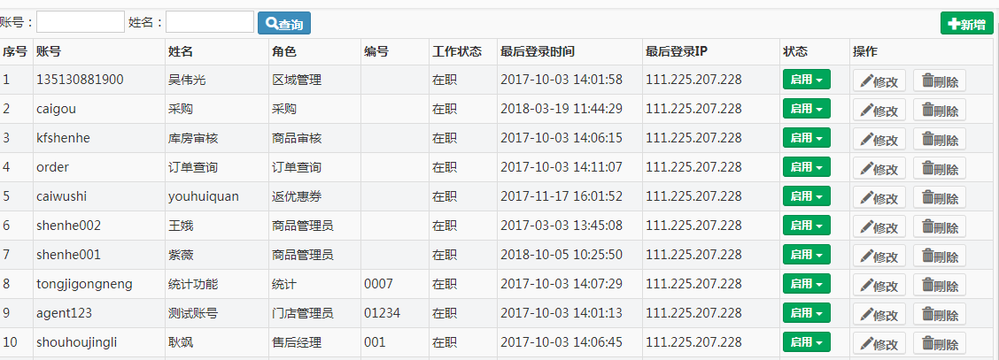 账号： 姓名： 查询 新增
序号 账号 姓名 角色 编号 工作状态 最后登录时间 最后登录IP 状态 操作
1 135130881900 吴伟光 区域管理 在职 2017-10-03 14:01:58 111.225.207.228 启用 修改 刪除
2 caigou 采购 采购 在职 2018-03-19 11:44:29 111.225.207.228 启用 修改 刪除
3 kfshenhe 库房审核 商品审核 在职 2017-10-03 14:06:15 111.225.207.228 启用 修改 刪除
4 order 订单查询 订单查询 在职 2017-10-03 14:11:07 111.225.207.228 启用 修改 刪除
5 caiwushi youhuiquan 返优惠券 在职 2017-11-17 16:01:52 111.225.207.228 启用 修改 刪除
6 shenhe002 王娥 商品管理员 在职 2017-03-03 13:45:08 111.225.207.228 启用 修改 刪除
7 shenhe001 紫薇 商品管理员 在职 2018-10-05 10:25:50 111.225.207.228 启用 修改 刪除
8 tongjigongneng 统计功能 统计 0007 在职 2017-10-03 14:07:29 111.225.207.228 启用 修改 刪除
9 agent123 测试账号 门店管理员 01234 在职 2017-10-03 14:01:13 111.225.207.228 启用 修改 刪除
10 shouhoujingli 耿飒 售后经理 001 在职 2017-10-03 14:06:45 111.225.207.228 启用 修改 刪除